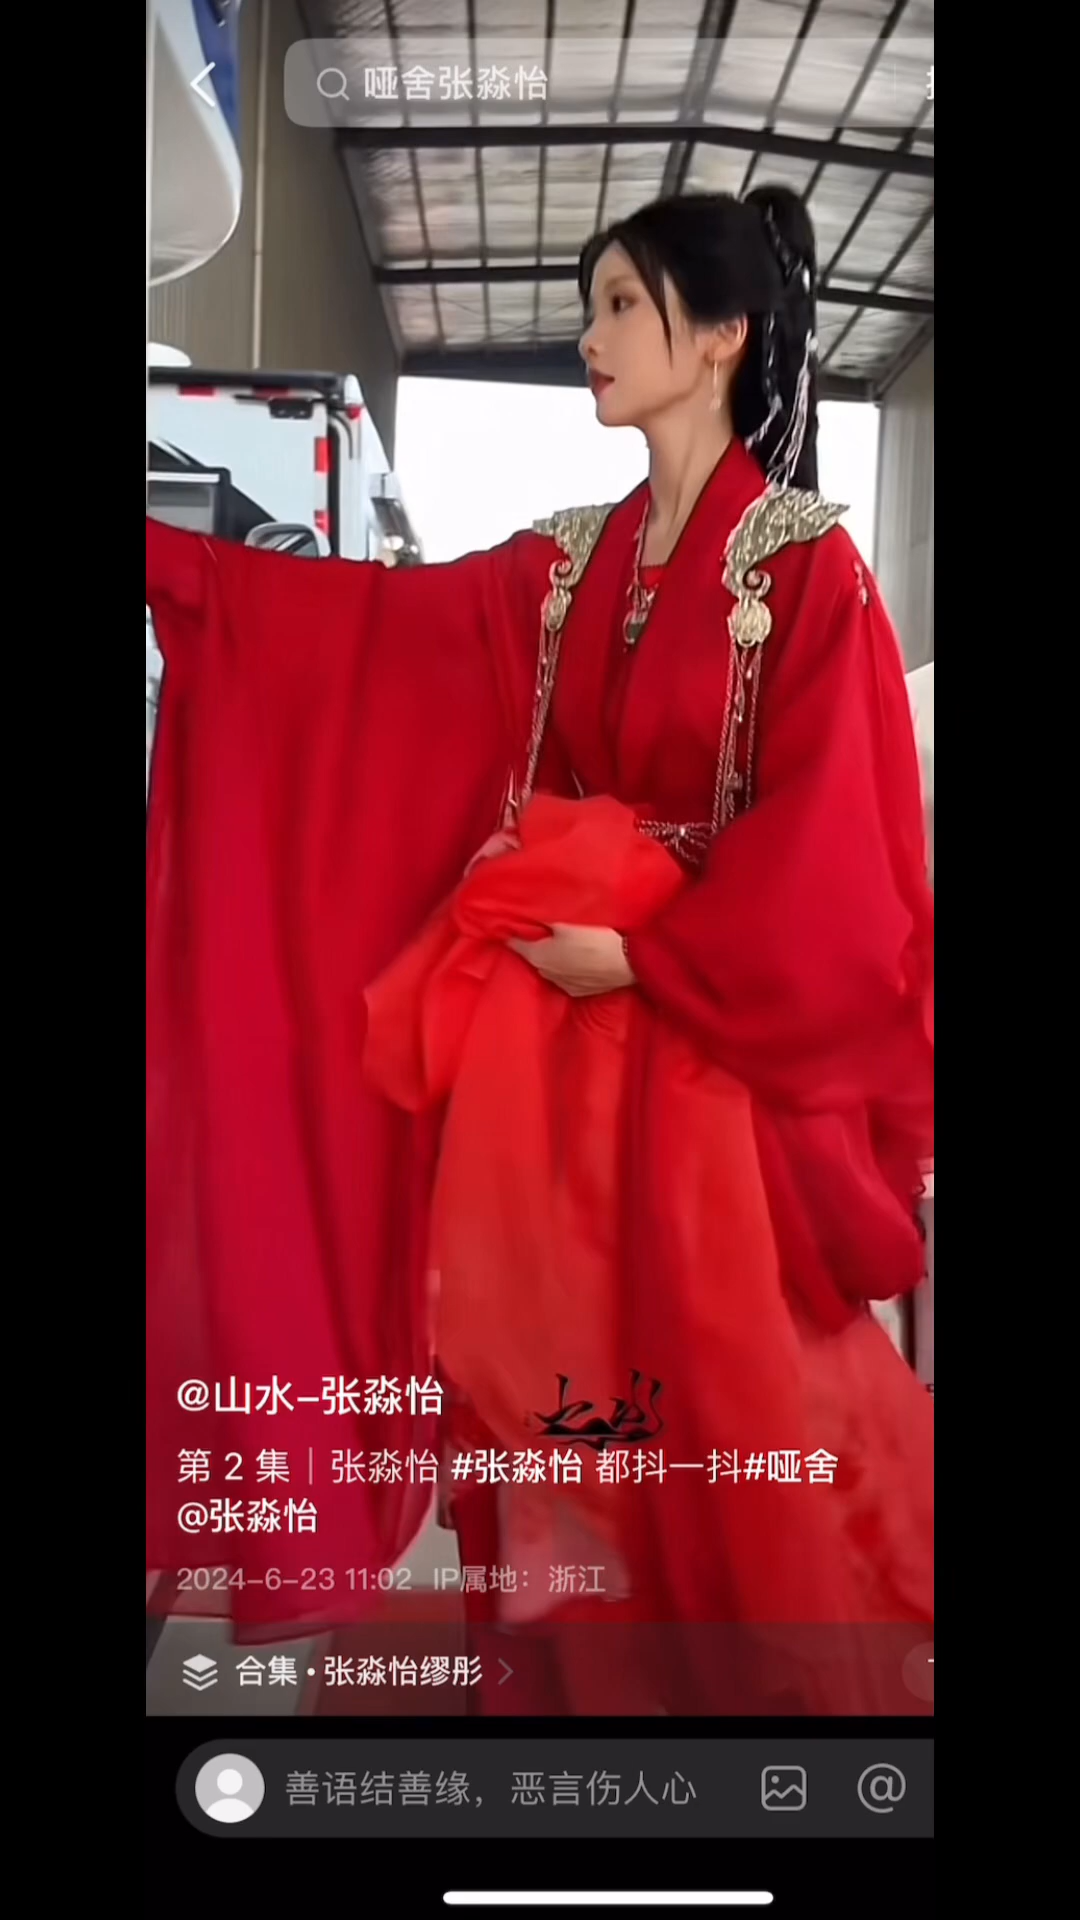 哑舍张淼怡
@山水-张淼怡
山水
第 2 集｜张淼怡 #张淼怡 都抖一抖#哑舍
@张淼怡
2024-6-23 11:02 IP属地：浙江
合集·张淼怡缪彤
善语结善缘，恶言伤人心